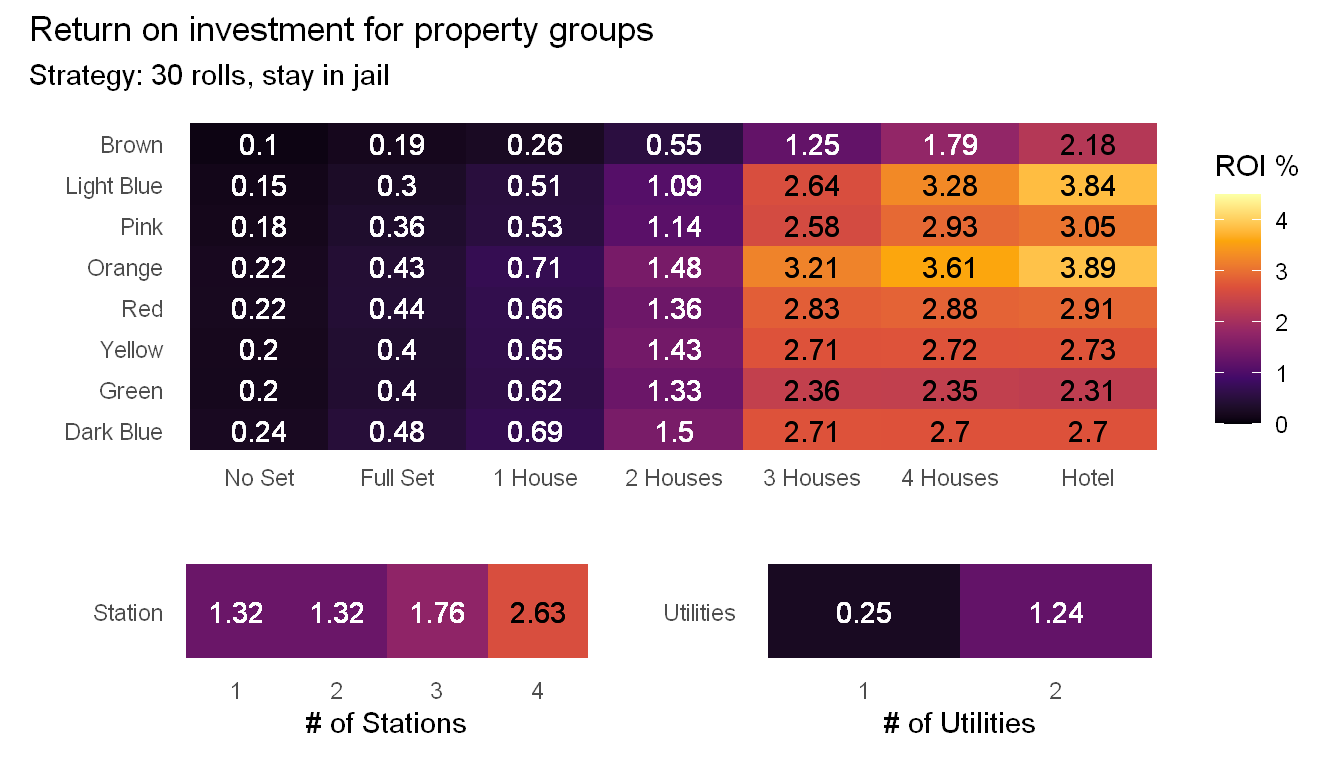 Return on investment for property groups
Strategy: 30 rolls, stay in jail
Brown 0.1 0.19 0.26 0.55 1.25 1.79 2.18
Light Blue 0.15 0.3 0.51 1.09 2.64 3.28 3.84
Pink 0.18 0.36 0.53 1.14 2.58 2.93 3.05
Orange 0.22 0.43 0.71 1.48 3.21 3.61 3.89
Red 0.22 0.44 0.66 1.36 2.83 2.88 2.91
Yellow 0.2 0.4 0.65 1.43 2.71 2.72 2.73
Green 0.2 0.4 0.62 1.33 2.36 2.35 2.31
Dark Blue 0.24 0.48 0.69 1.5 2.71 2.7 2.7
No Set Full Set 1 House 2 Houses 3 Houses 4 Houses Hotel
ROI %
4
3
2
1
0
Station 1.32 1.32 1.76 2.63
1 2 3 4
# of Stations
Utilities 0.25 1.24
1 2
# of Utilities